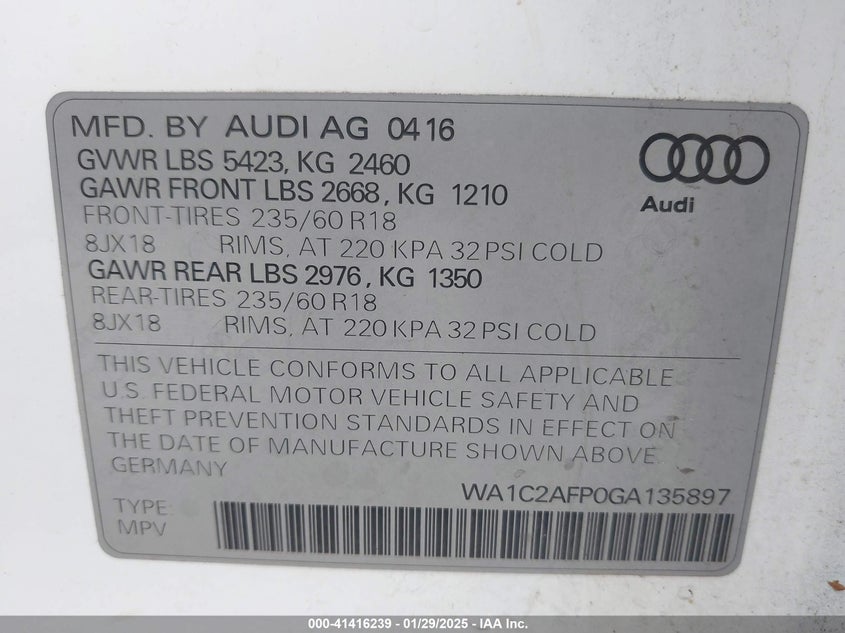 MFD. BY AUDI AG 0416
GVWR LBS 5423, KG 2460
GAWR FRONT LBS 2668, KG 1210
FRONT-TIRES 235/60 R18
8JX18 RIMS, AT 220 KPA 32 PSI COLD
GAWR REAR LBS 2976, KG 1350
REAR-TIRES 235/60 R18
8JX18 RIMS, AT 220 KPA 32 PSI COLD
Audi
THIS VEHICLE CONFORMS TO ALL APPLICABLE
U.S. FEDERAL MOTOR VEHICLE SAFETY AND
THEFT PREVENTION STANDARDS IN EFFECT ON
THE DATE OF MANUFACTURE SHOWN ABOVE.
GERMANY
WA1C2AFP0GA135897
TYPE:
MPV
000-41416239 - 01/29/2025 - IAA Inc.